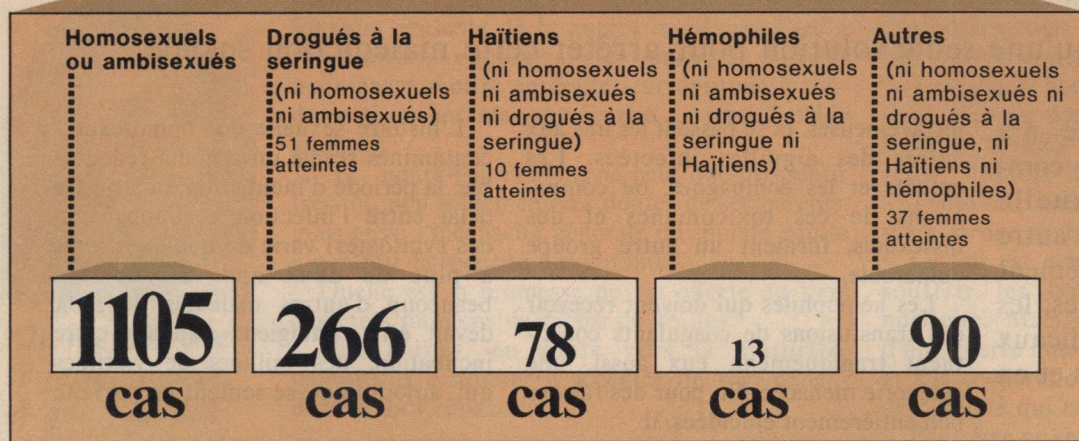 Homosexuels
ou ambisexués
1105
cas
Drogués à la
seringue
(ni homosexuels
ni ambisexués)
51 femmes
atteintes
266
cas
Haïtiens
(ni homosexuels
ni ambisexués
ni drogués à la
seringue)
10 femmes
atteintes
78
cas
Hémophiles
(ni homosexuels
ni ambisexués
ni drogués à la
seringue ni
Haïtiens)
13
cas
Autres
(ni homosexuels
ni ambisexués ni
drogués à la
seringue, ni
Haïtiens ni
hémophiles)
37 femmes
atteintes
90
cas